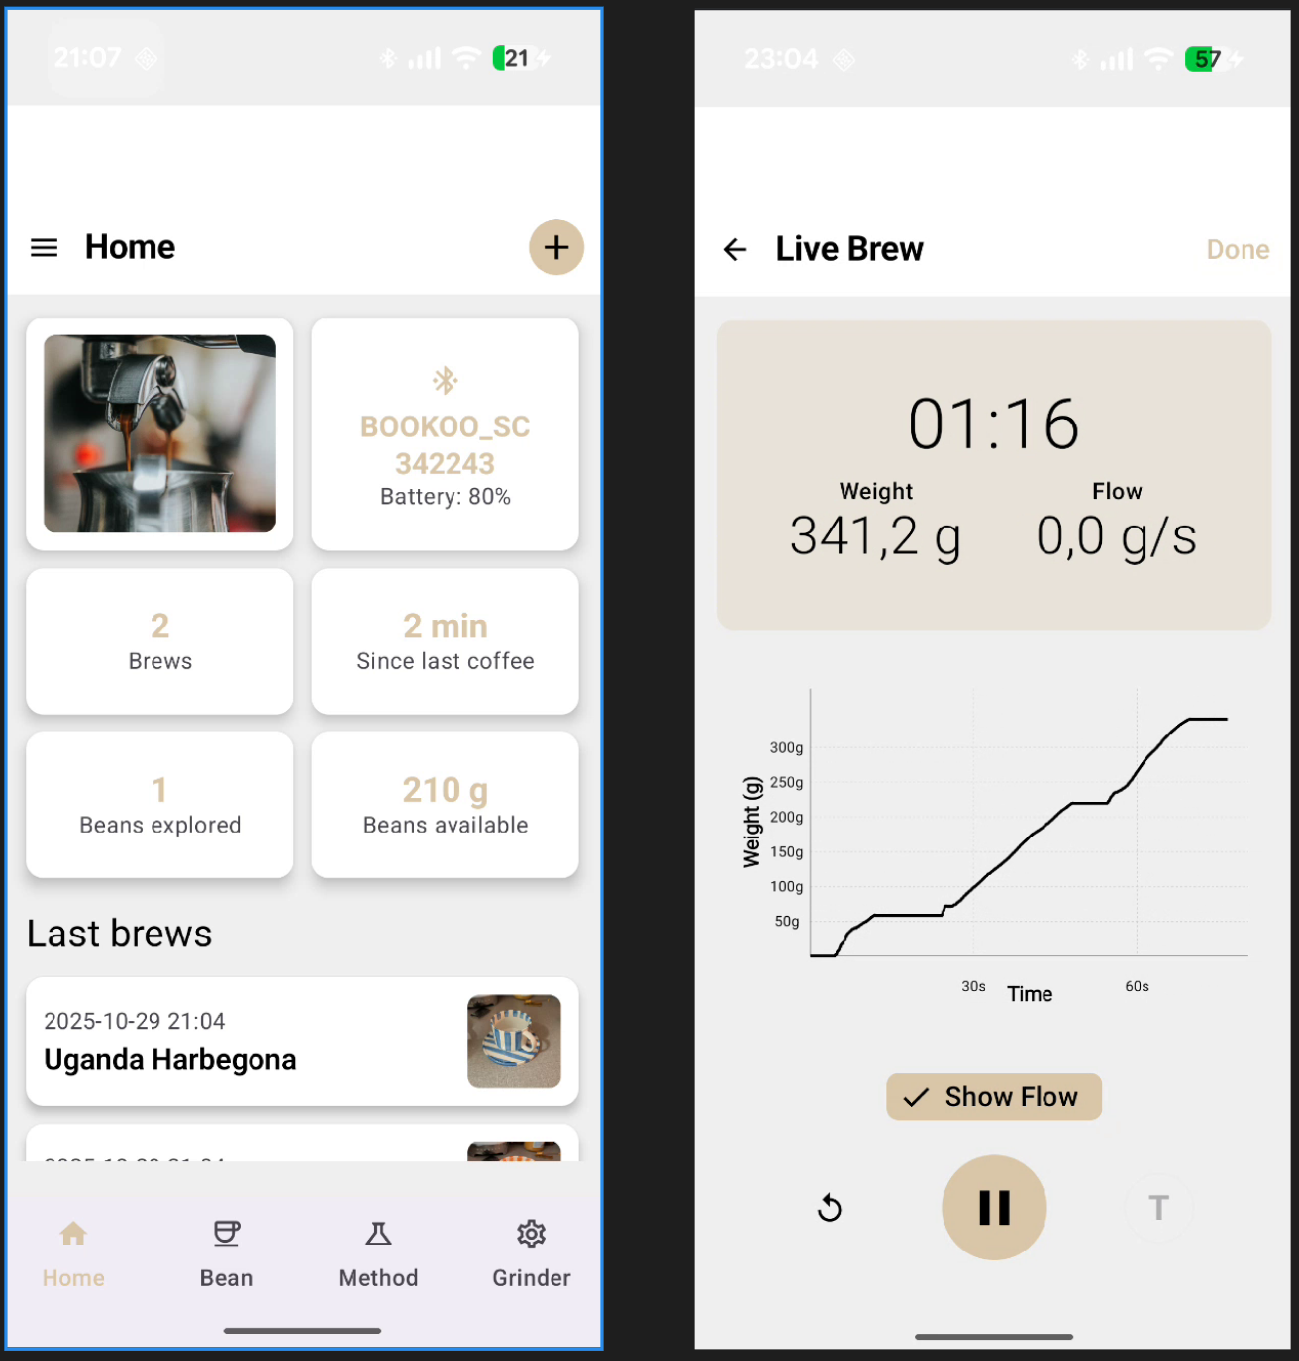 21:07
21
Home
BOOKOO_SC
342243
Battery: 80%
2
Brews
2 min
Since last coffee
1
Beans explored
210 g
Beans available
Last brews
2025-10-29 21:04
Uganda Harbegona
Home
Bean
Method
Grinder
23:04
57
Live Brew
Done
01:16
Weight
Flow
341,2 g
0,0 g/s
300g
250g
200g
150g
100g
50g
Weight (g)
30s
Time
60s
Show Flow
T